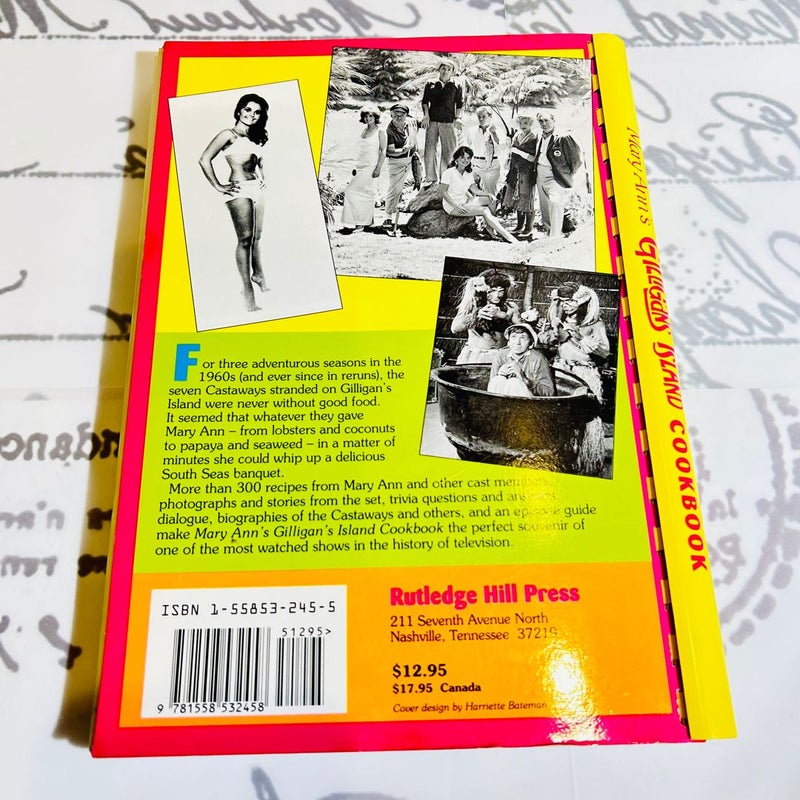 For three adventurous seasons in the
1960s (and ever since in reruns), the
seven Castaways stranded on Gilligan's
Island were never without good food.
It seemed that whatever they gave
Mary Ann – from lobsters and coconuts
to papaya and seaweed – in a matter of
minutes she could whip up a delicious
South Seas banquet.
More than 300 recipes from Mary Ann and other cast members,
photographs and stories from the set, trivia questions and answers,
dialogue, biographies of the Castaways and others, and an episode guide
make Mary Ann's Gilligan's Island Cookbook the perfect souvenir of
one of the most watched shows in the history of television.
ISBN 1-55853-245-5
51295>
9 781558 532458
Rutledge Hill Press
211 Seventh Avenue North
Nashville, Tennessee 37219
$12.95
$17.95 Canada
Cover design by Harriette Bateman
Mary Ann's GILLIGAN'S ISLAND COOKBOOK